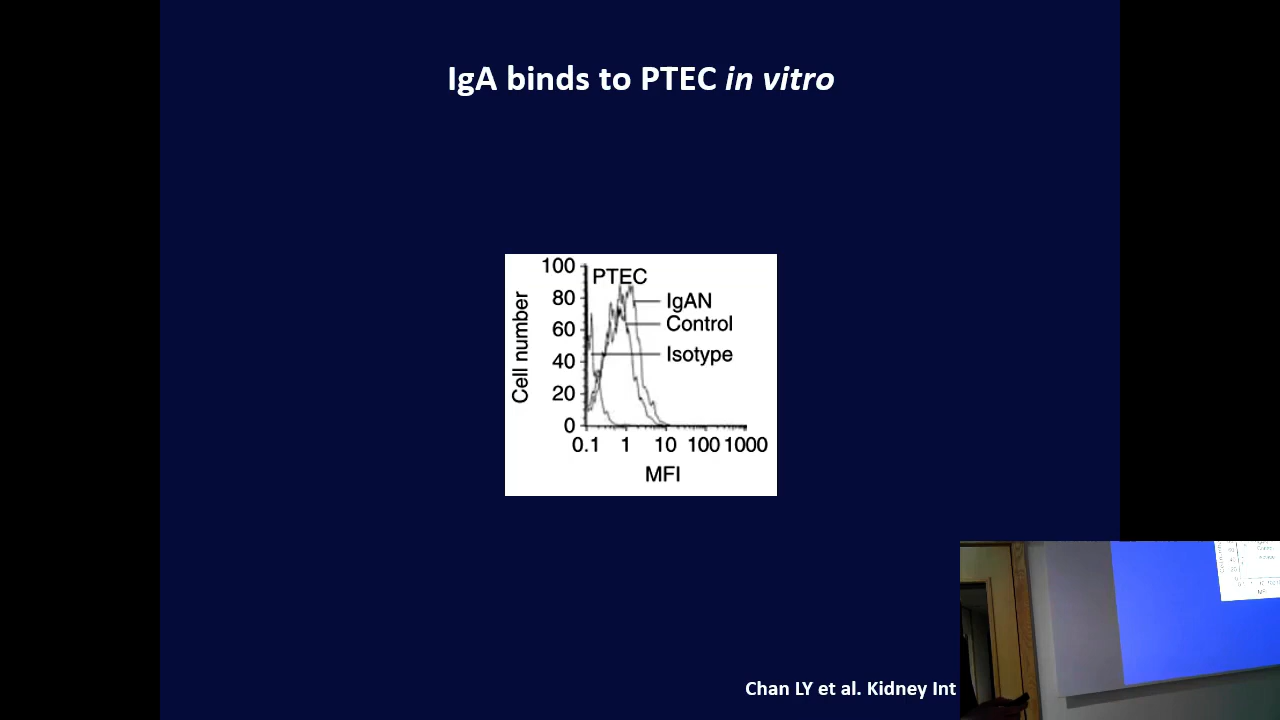 IgA binds to PTEC in vitro
100
80
60
40
20
0
Cell number
PTEC
IgAN
Control
Isotype
0.1 1 10 100 1000
MFI
Chan LY et al. Kidney Int